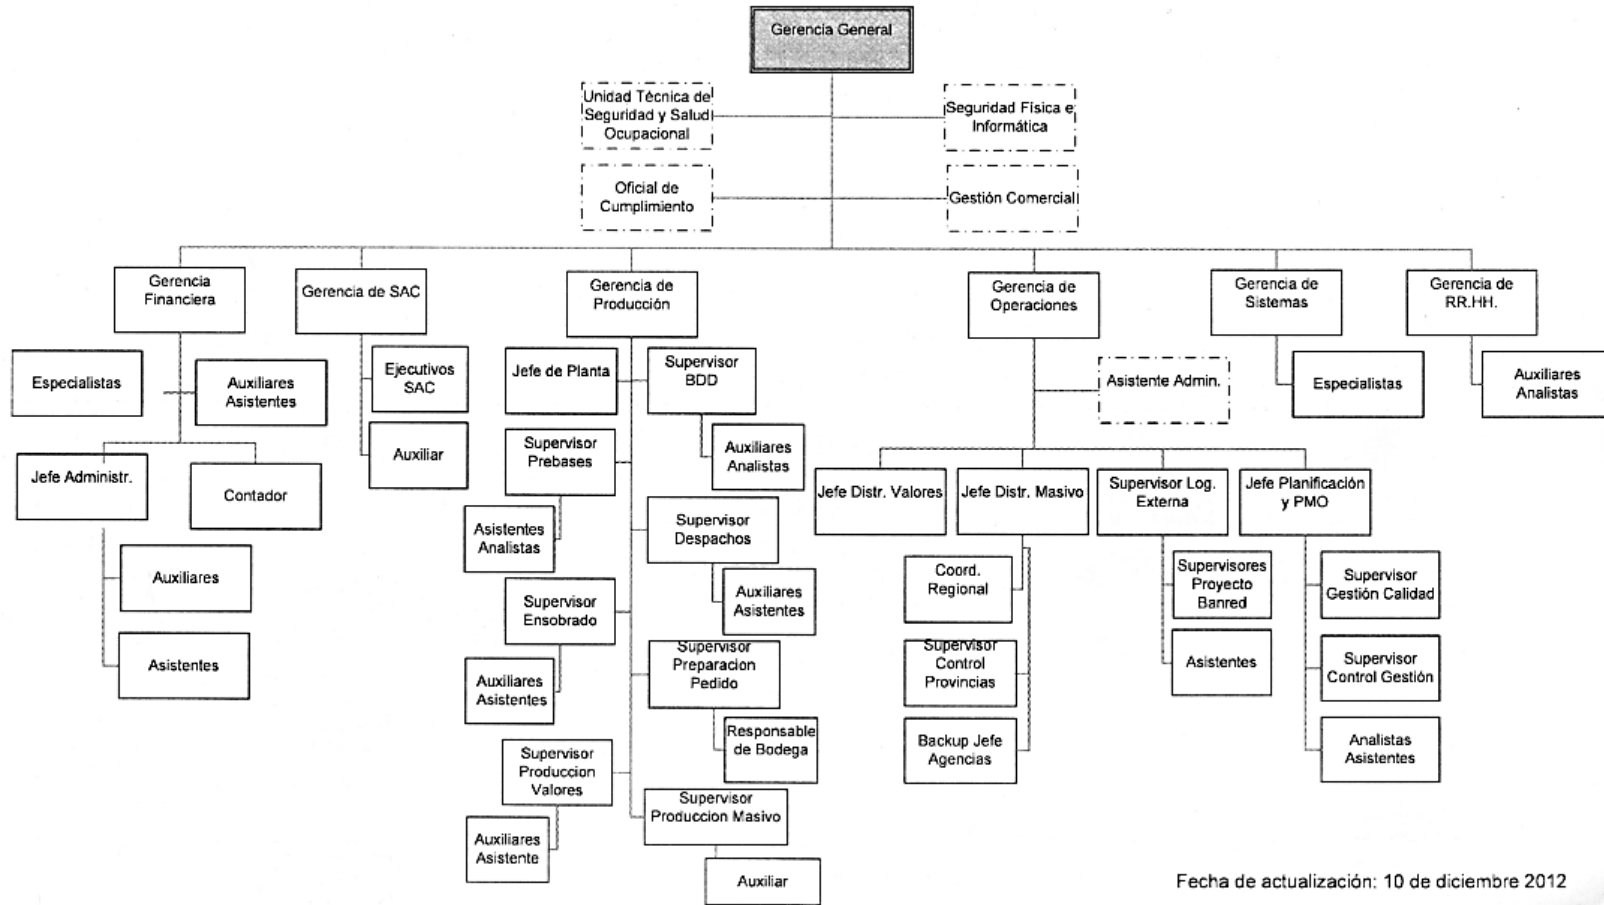 Gerencia General
Unidad Técnica de
Seguridad y Salud
Ocupacional
Seguridad Física e
Informática
Oficial de
Cumplimiento
Gestión Comercial
Gerencia
Financiera
Gerencia de SAC
Gerencia de
Producción
Gerencia de
Operaciones
Gerencia de
Sistemas
Gerencia de
RR.HH.
Especialistas
Auxiliares
Asistentes
Jefe Administr.
Contador
Auxiliares
Asistentes
Ejecutivos
SAC
Auxiliar
Jefe de Planta
Supervisor
BDD
Auxiliares
Analistas
Supervisor
Prebases
Asistentes
Analistas
Supervisor
Despachos
Auxiliares
Asistentes
Supervisor
Ensobrado
Auxiliares
Asistentes
Supervisor
Preparacion
Pedido
Responsable
de Bodega
Supervisor
Produccion
Valores
Auxiliares
Asistente
Supervisor
Produccion Masivo
Auxiliar
Asistente Admin.
Jefe Distr. Valores
Jefe Distr. Masivo
Coord.
Regional
Supervisor
Control
Provincias
Backup Jefe
Agencias
Supervisor Log.
Externa
Supervisores
Proyecto
Banred
Asistentes
Jefe Planificación
y PMO
Supervisor
Gestión Calidad
Supervisor
Control Gestión
Analistas
Asistentes
Especialistas
Auxiliares
Analistas
Fecha de actualización: 10 de diciembre 2012